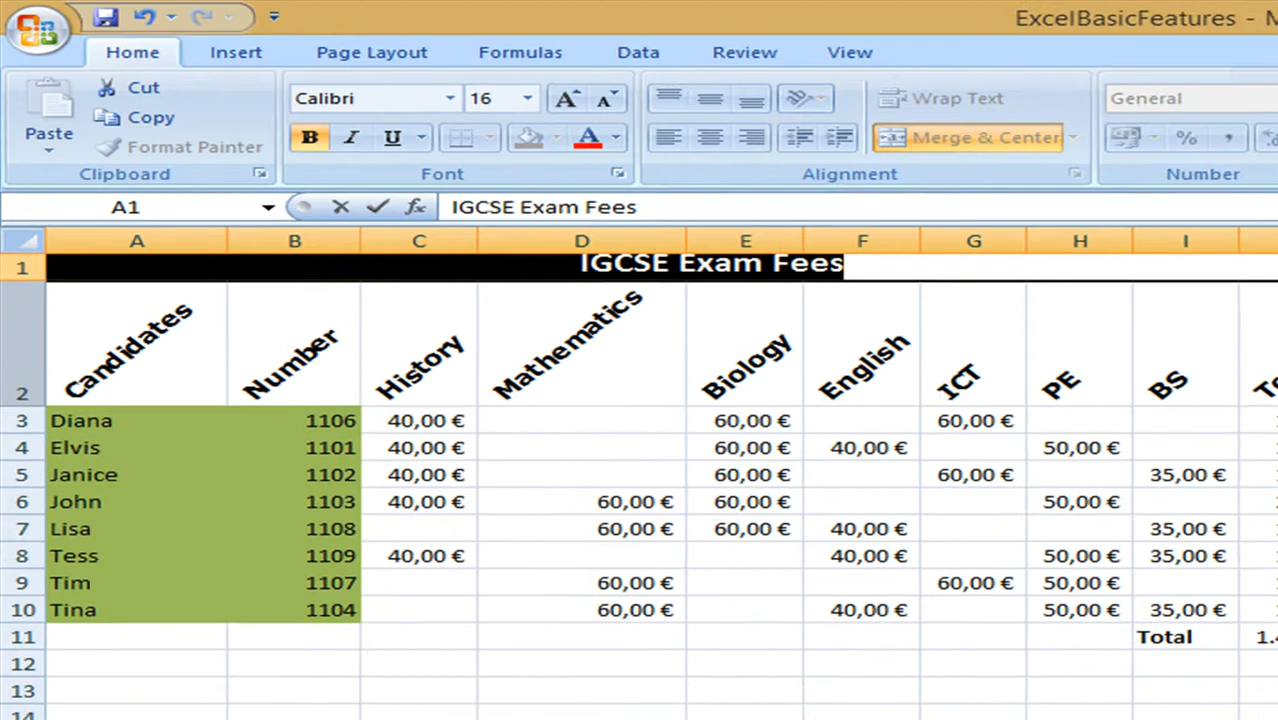 ExcelBasicFeatures -
Home Insert Page Layout Formulas Data Review View
Calibri 16 A A Wrap Text General
Cut
Copy
Paste
Format Painter
B I U A Merge & Center % ,
Clipboard Font Alignment Number
A1 fx IGCSE Exam Fees
A B C D E F G H I
1 IGCSE Exam Fees
2 Candidates Number History Mathematics Biology English ICT PE BS
3 Diana 1106 40,00 € 60,00 € 60,00 €
4 Elvis 1101 40,00 € 60,00 € 40,00 € 50,00 €
5 Janice 1102 40,00 € 60,00 € 60,00 € 35,00 €
6 John 1103 40,00 € 60,00 € 60,00 € 50,00 €
7 Lisa 1108 60,00 € 60,00 € 40,00 € 35,00 €
8 Tess 1109 40,00 € 40,00 € 50,00 € 35,00 €
9 Tim 1107 60,00 € 60,00 € 50,00 €
10 Tina 1104 60,00 € 40,00 € 50,00 € 35,00 €
11 Total
12
13
14